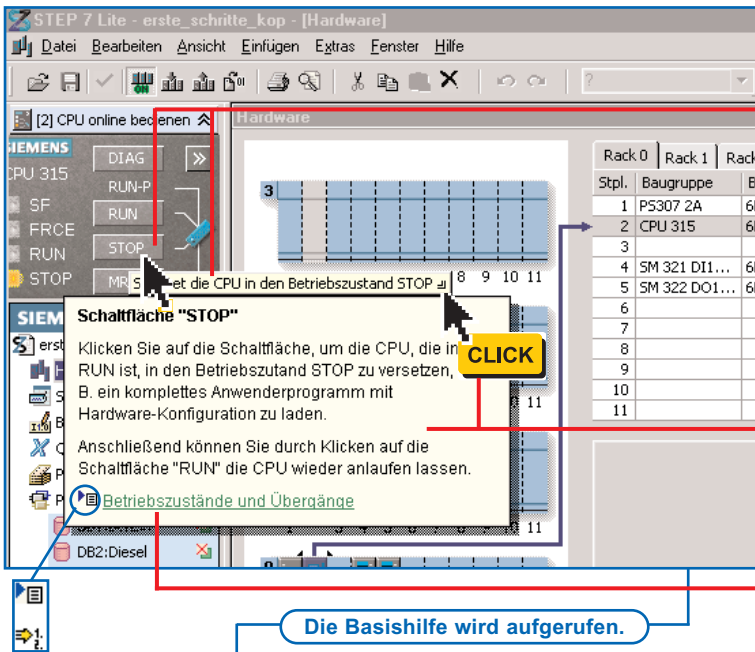 STEP 7 Lite - erste_schritte_kop - [Hardware]
Datei Bearbeiten Ansicht Einfügen Extras Fenster Hilfe
ON
?
[2] CPU online bedienen
Hardware
SIEMENS
CPU 315
DIAG
RUN-P
SF
RUN
FRCE
RUN
STOP
STOP
3
Rack 0 Rack 1
Stpl. Baugruppe
1 PS307 2A
2 CPU 315
3
4 SM 321 DI1...
5 SM 322 DO1...
6
7
8
9
10
11
et die CPU in den Betriebszustand STOP
8 9 10 11
Schaltfläche "STOP"
Klicken Sie auf die Schaltfläche, um die CPU, die in
RUN ist, in den Betriebzutand STOP zu versetzen,
B. ein komplettes Anwenderprogramm mit
Hardware-Konfiguration zu laden.
Anschließend können Sie durch Klicken auf die
Schaltfläche "RUN" die CPU wieder anlaufen lassen.
Betriebszustände und Übergänge
CLICK
11
11
DB2:Diesel
Die Basishilfe wird aufgerufen.